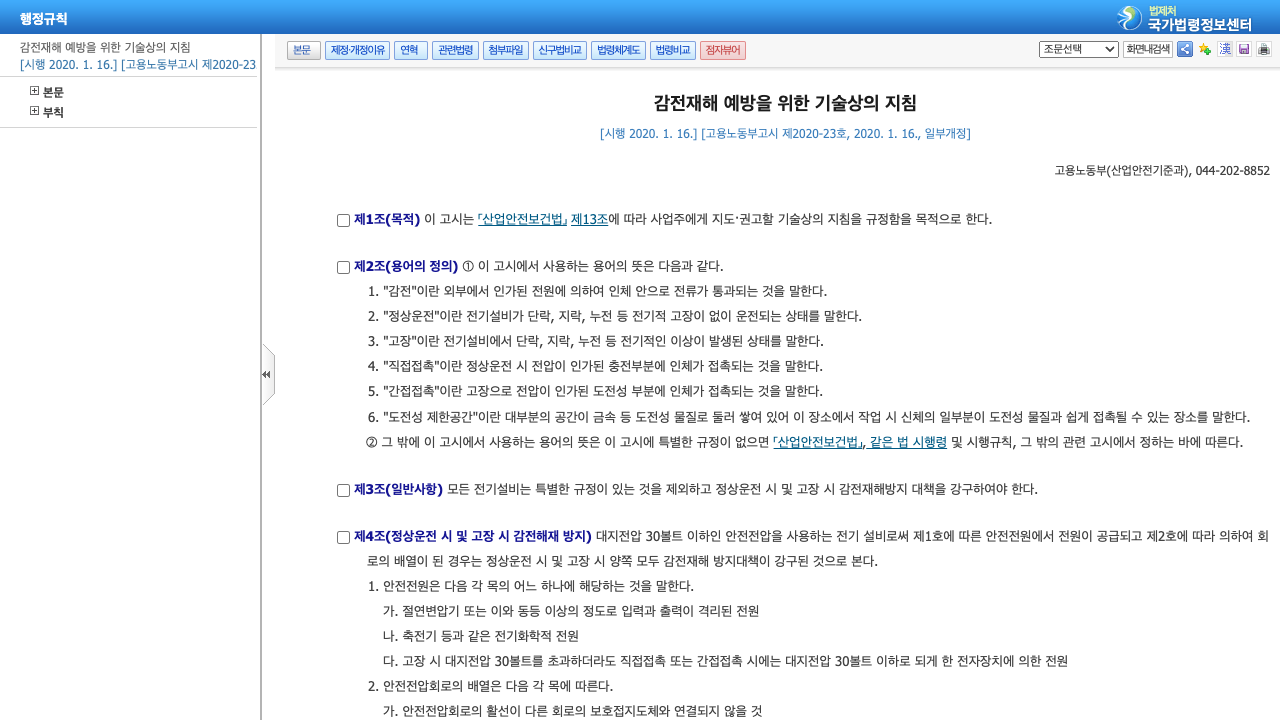 행정규칙
법제처
국가법령정보센터
감전재해 예방을 위한 기술상의 지침
[시행 2020. 1. 16.] [고용노동부고시 제2020-23
본문
부칙
본문 제정·개정이유 연혁 관련법령 첨부파일 신구법비교 법령체계도 법령비교 점자뷰어
조문선택 화면내검색
감전재해 예방을 위한 기술상의 지침
[시행 2020. 1. 16.] [고용노동부고시 제2020-23호, 2020. 1. 16., 일부개정]
고용노동부(산업안전기준과), 044-202-8852
제1조(목적) 이 고시는 「산업안전보건법」 제13조에 따라 사업주에게 지도·권고할 기술상의 지침을 규정함을 목적으로 한다.
제2조(용어의 정의) ① 이 고시에서 사용하는 용어의 뜻은 다음과 같다.
1. "감전"이란 외부에서 인가된 전원에 의하여 인체 안으로 전류가 통과되는 것을 말한다.
2. "정상운전"이란 전기설비가 단락, 지락, 누전 등 전기적 고장이 없이 운전되는 상태를 말한다.
3. "고장"이란 전기설비에서 단락, 지락, 누전 등 전기적인 이상이 발생된 상태를 말한다.
4. "직접접촉"이란 정상운전 시 전압이 인가된 충전부분에 인체가 접촉되는 것을 말한다.
5. "간접접촉"이란 고장으로 전압이 인가된 도전성 부분에 인체가 접촉되는 것을 말한다.
6. "도전성 제한공간"이란 대부분의 공간이 금속 등 도전성 물질로 둘러 쌓여 있어 이 장소에서 작업 시 신체의 일부분이 도전성 물질과 쉽게 접촉될 수 있는 장소를 말한다.
② 그 밖에 이 고시에서 사용하는 용어의 뜻은 이 고시에 특별한 규정이 없으면 「산업안전보건법」, 같은 법 시행령 및 시행규칙, 그 밖의 관련 고시에서 정하는 바에 따른다.
제3조(일반사항) 모든 전기설비는 특별한 규정이 있는 것을 제외하고 정상운전 시 및 고장 시 감전재해방지 대책을 강구하여야 한다.
제4조(정상운전 시 및 고장 시 감전해재 방지) 대지전압 30볼트 이하인 안전전압을 사용하는 전기 설비로써 제1호에 따른 안전전원에서 전원이 공급되고 제2호에 따라 의하여 회
로의 배열이 된 경우는 정상운전 시 및 고장 시 양쪽 모두 감전재해 방지대책이 강구된 것으로 본다.
1. 안전전원은 다음 각 목의 어느 하나에 해당하는 것을 말한다.
가. 절연변압기 또는 이와 동등 이상의 정도로 입력과 출력이 격리된 전원
나. 축전기 등과 같은 전기화학적 전원
다. 고장 시 대지전압 30볼트를 초과하더라도 직접접촉 또는 간접접촉 시에는 대지전압 30볼트 이하로 되게 한 전자장치에 의한 전원
2. 안전전압회로의 배열은 다음 각 목에 따른다.
가. 안전전압회로의 활선이 다른 회로의 보호접지도체와 연결되지 않을 것